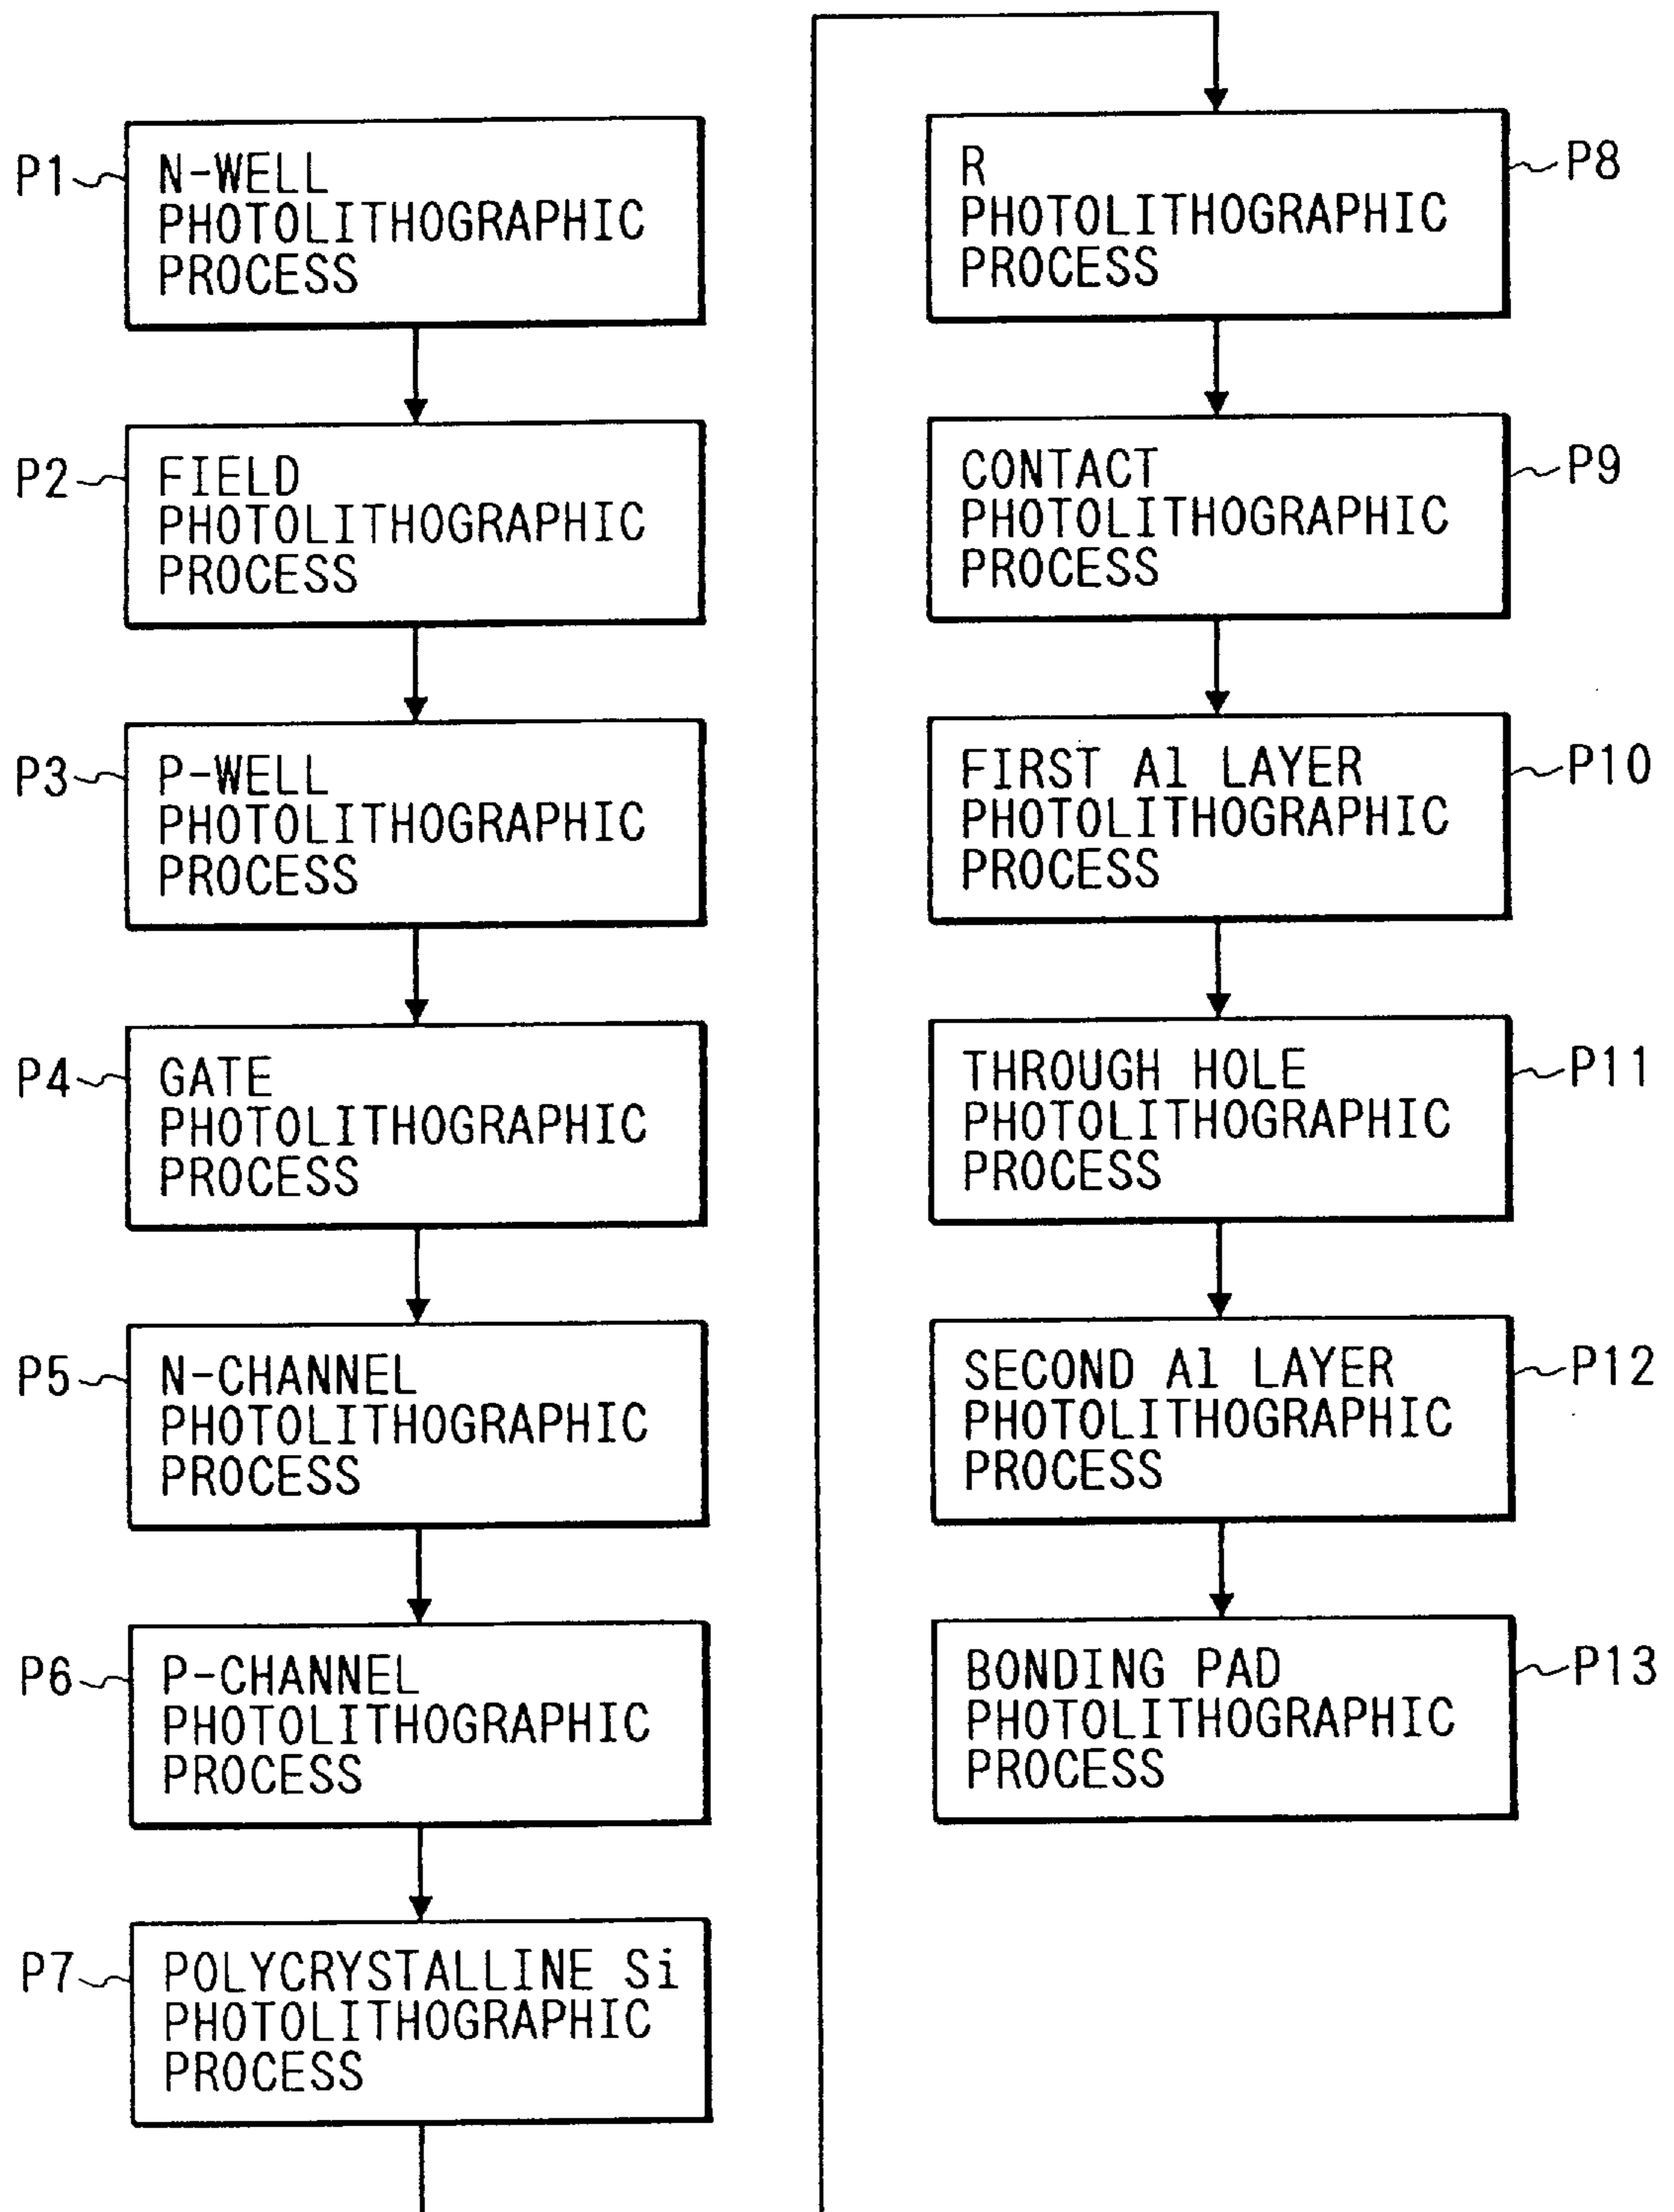 P1
N-WELL
PHOTOLITHOGRAPHIC
PROCESS
P2
FIELD
PHOTOLITHOGRAPHIC
PROCESS
P3
P-WELL
PHOTOLITHOGRAPHIC
PROCESS
P4
GATE
PHOTOLITHOGRAPHIC
PROCESS
P5
N-CHANNEL
PHOTOLITHOGRAPHIC
PROCESS
P6
P-CHANNEL
PHOTOLITHOGRAPHIC
PROCESS
P7
POLYCRYSTALLINE Si
PHOTOLITHOGRAPHIC
PROCESS
R
PHOTOLITHOGRAPHIC
PROCESS
P8
CONTACT
PHOTOLITHOGRAPHIC
PROCESS
P9
FIRST Al LAYER
PHOTOLITHOGRAPHIC
PROCESS
P10
THROUGH HOLE
PHOTOLITHOGRAPHIC
PROCESS
P11
SECOND Al LAYER
PHOTOLITHOGRAPHIC
PROCESS
P12
BONDING PAD
PHOTOLITHOGRAPHIC
PROCESS
P13